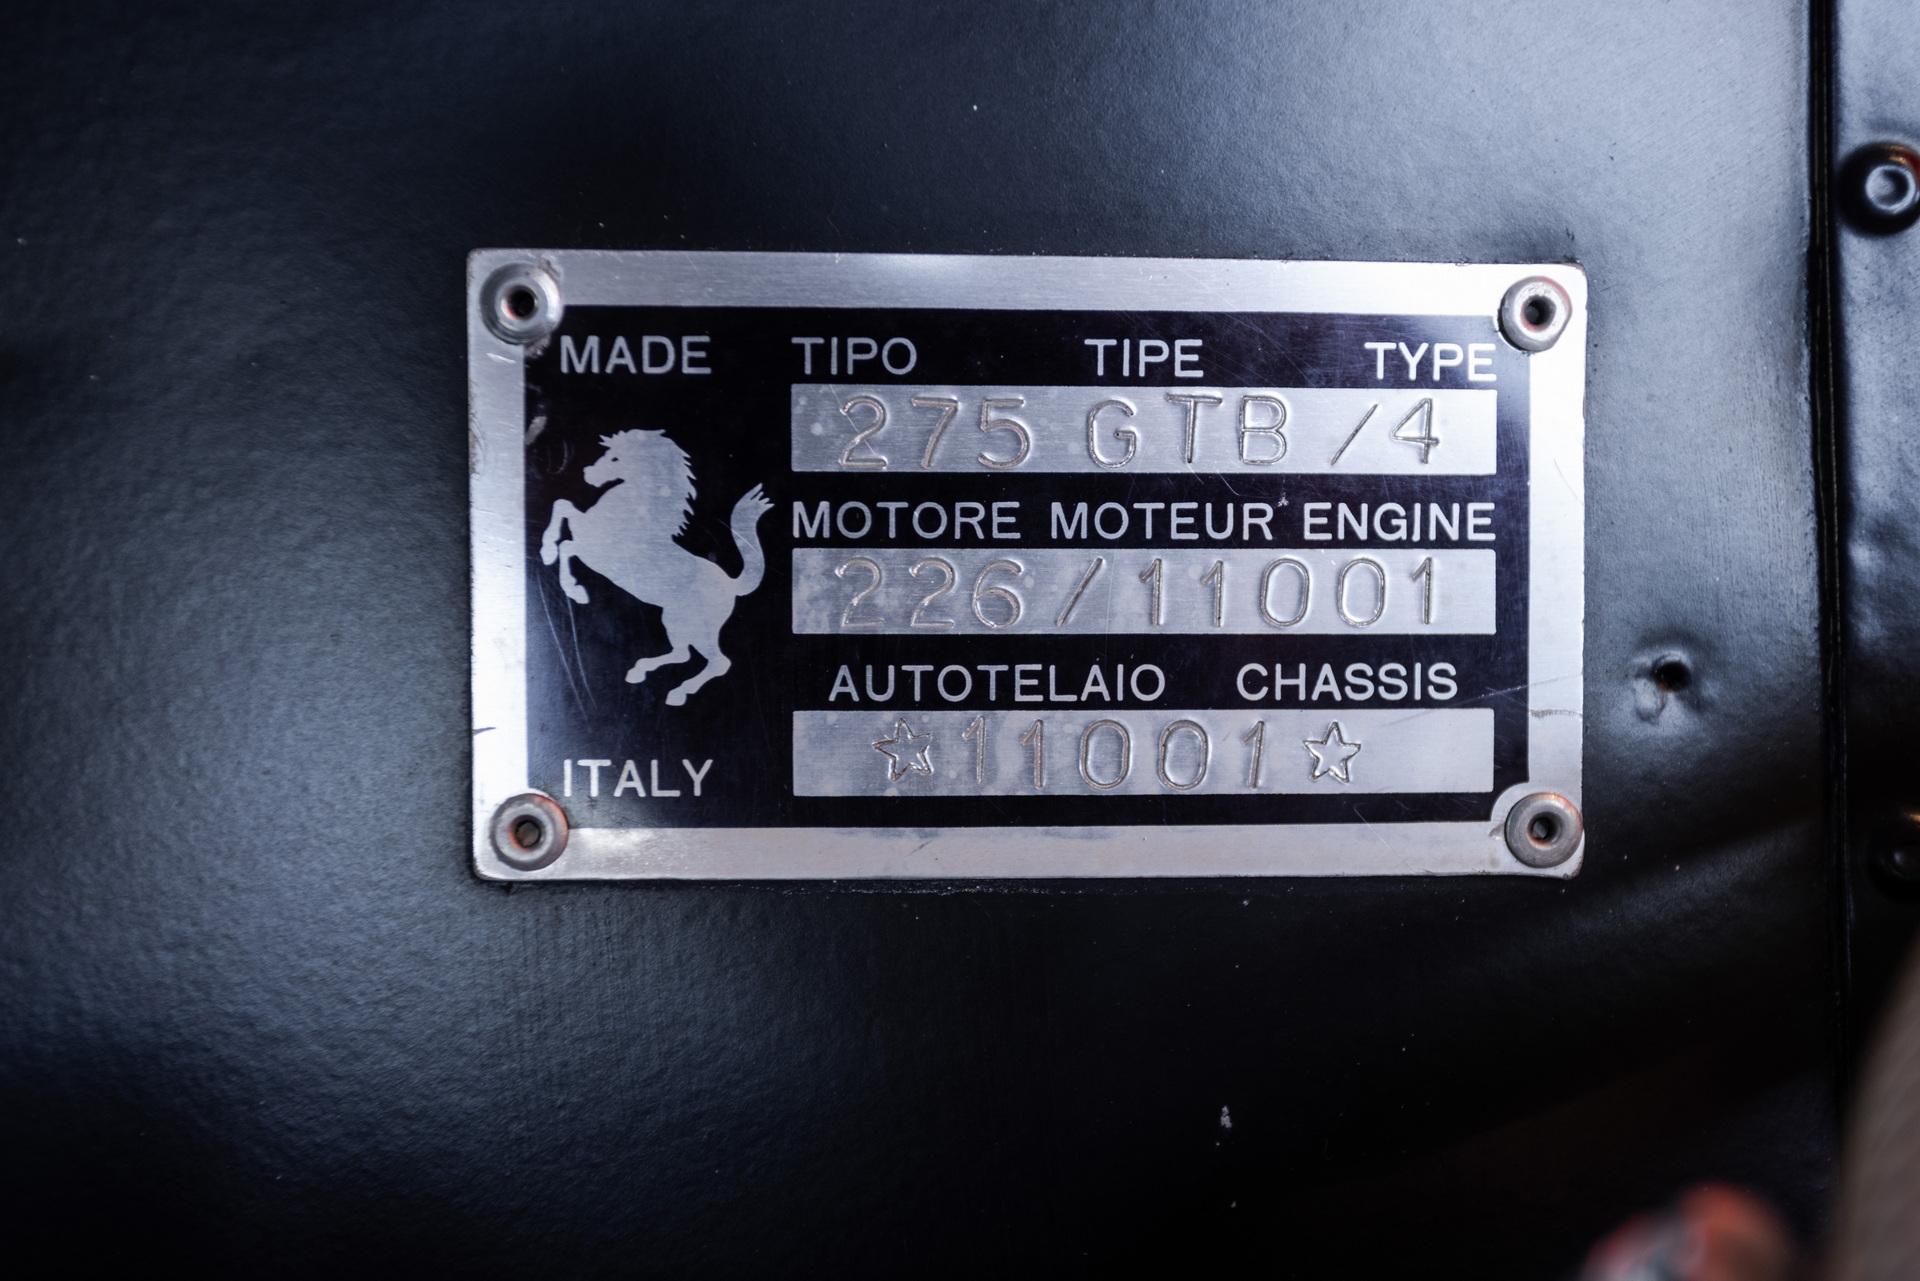 MADE TIPO TIPE TYPE
275 GTB /4
MOTORE MOTEUR ENGINE
226/11001
AUTOTELAIO CHASSIS
☆11001☆
ITALY